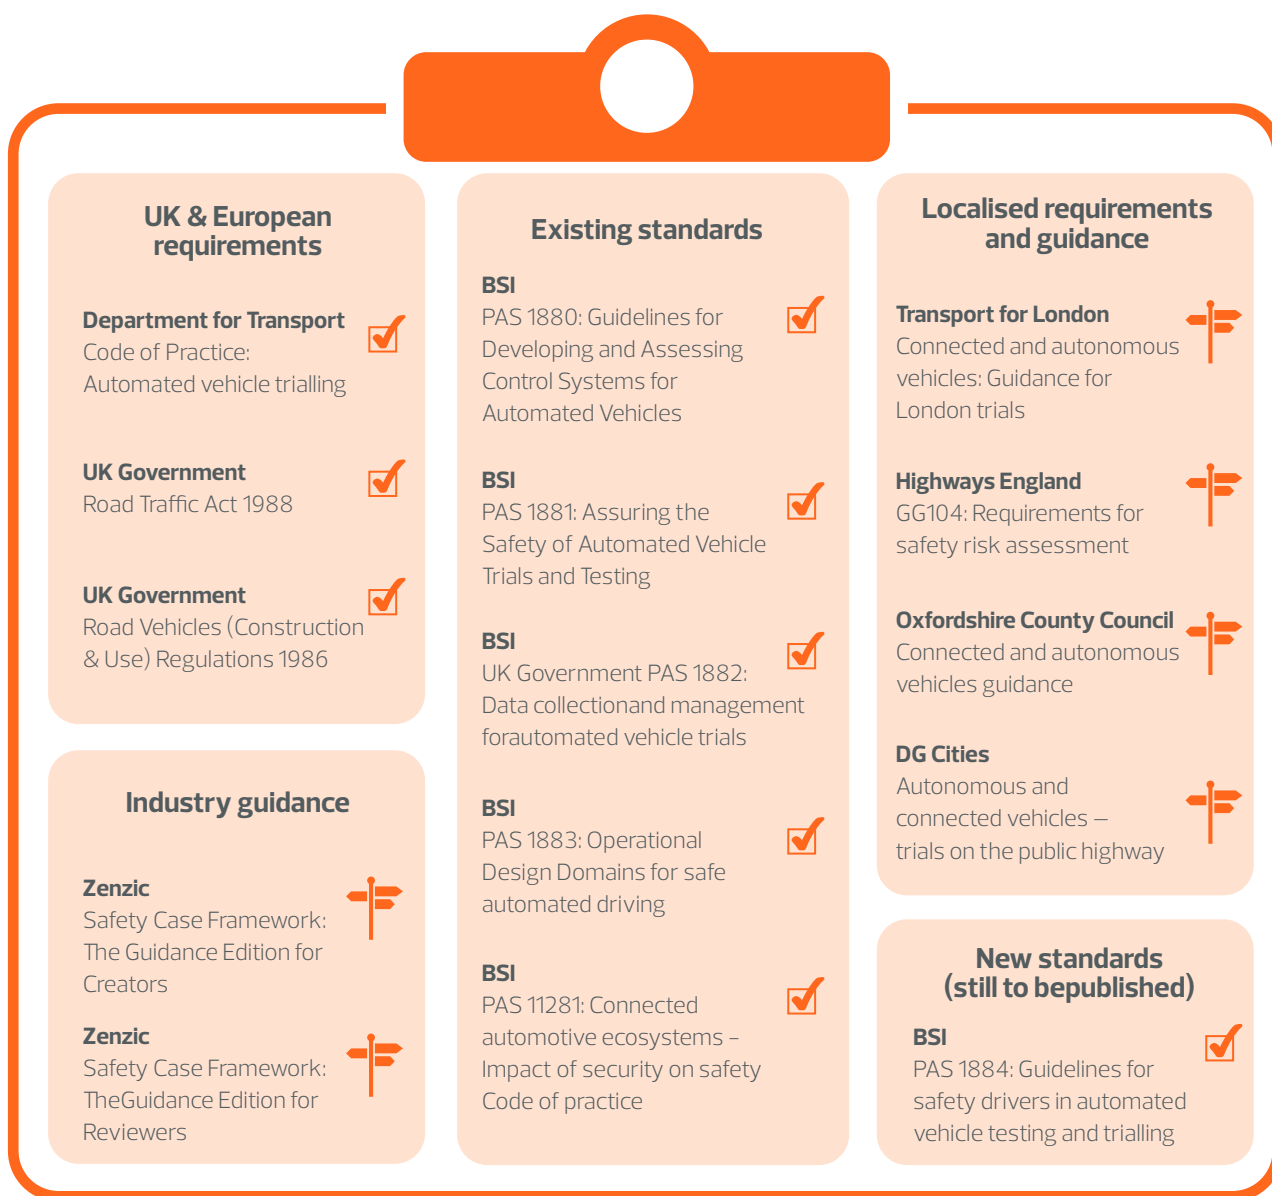 UK & European
requirements
Department for Transport
Code of Practice:
Automated vehicle trialling
UK Government
Road Traffic Act 1988
UK Government
Road Vehicles (Construction
& Use) Regulations 1986
Industry guidance
Zenzic
Safety Case Framework:
The Guidance Edition for
Creators
Zenzic
Safety Case Framework:
TheGuidance Edition for
Reviewers
Existing standards
BSI
PAS 1880: Guidelines for
Developing and Assessing
Control Systems for
Automated Vehicles
BSI
PAS 1881: Assuring the
Safety of Automated Vehicle
Trials and Testing
BSI
UK Government PAS 1882:
Data collectionand management
forautomated vehicle trials
BSI
PAS 1883: Operational
Design Domains for safe
automated driving
BSI
PAS 11281: Connected
automotive ecosystems -
Impact of security on safety
Code of practice
Localised requirements
and guidance
Transport for London
Connected and autonomous
vehicles: Guidance for
London trials
Highways England
GG104: Requirements for
safety risk assessment
Oxfordshire County Council
Connected and autonomous
vehicles guidance
DG Cities
Autonomous and
connected vehicles –
trials on the public highway
New standards
(still to bepublished)
BSI
PAS 1884: Guidelines for
safety drivers in automated
vehicle testing and trialling